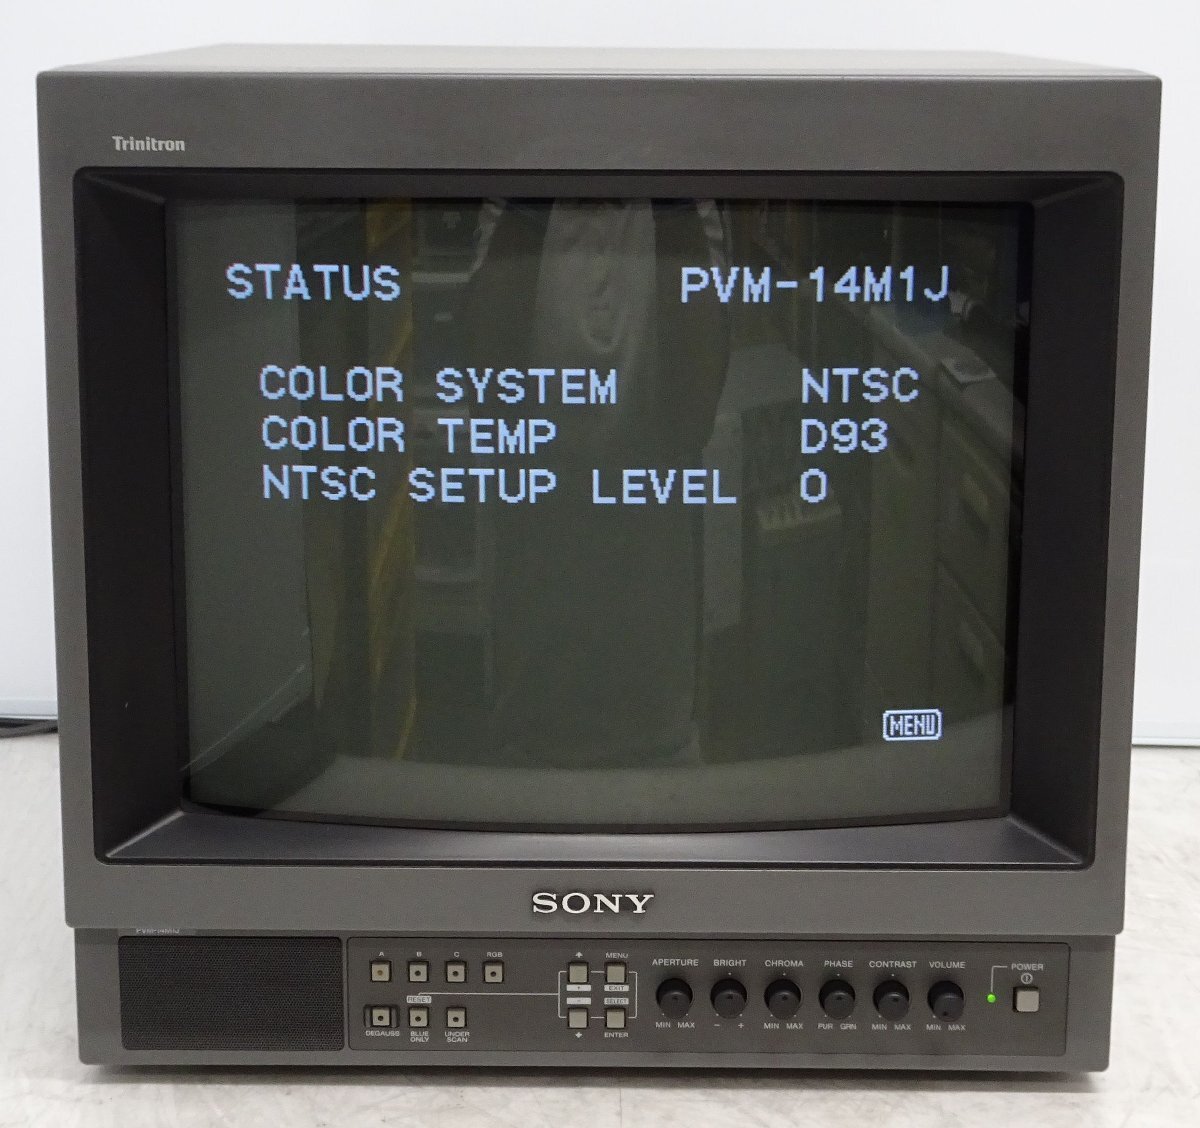 Trinitron
STATUS PVM-14M1J
COLOR SYSTEM NTSC
COLOR TEMP D93
NTSC SETUP LEVEL 0
MENU
SONY
PVM-14M1J
A B C RGB MENU
EXIT
RESET SELECT
DEGAUSS BLUE ONLY UNDER SCAN ENTER
APERTURE BRIGHT CHROMA PHASE CONTRAST VOLUME POWER
MIN MAX - + MIN MAX PUR GRN MIN MAX MIN MAX